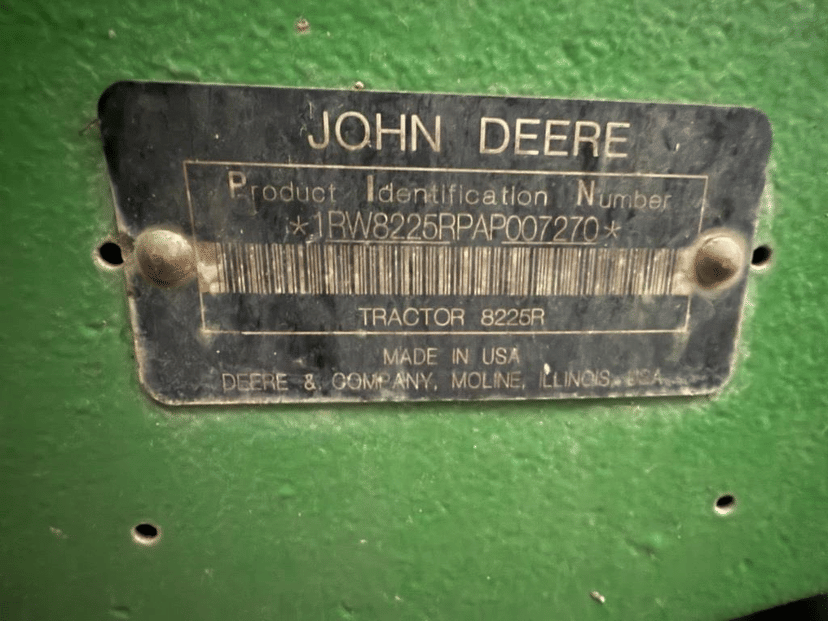 JOHN DEERE
Product Identification Number
*1RW8225RPAP007270*
TRACTOR 8225R
MADE IN USA
DEERE & COMPANY, MOLINE, ILLINOIS, USA